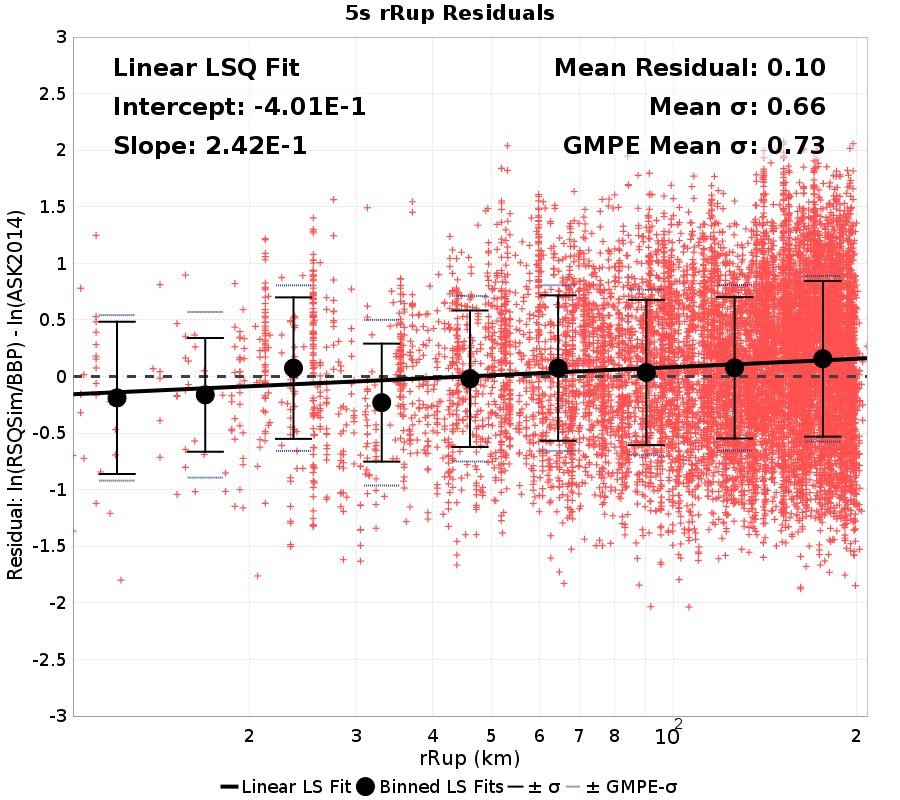 5s rRup Residuals
Linear LSQ Fit
Intercept: -4.01E-1
Slope: 2.42E-1
Mean Residual: 0.10
Mean σ: 0.66
GMPE Mean σ: 0.73
Residual: ln(RSQSim/BBP) - ln(ASK2014)
3
2.5
2
1.5
1
0.5
0
-0.5
-1
-1.5
-2
-2.5
-3
2 3 4 5 6 7 8 10² 2
rRup (km)
Linear LS Fit Binned LS Fits ± σ ± GMPE-σ